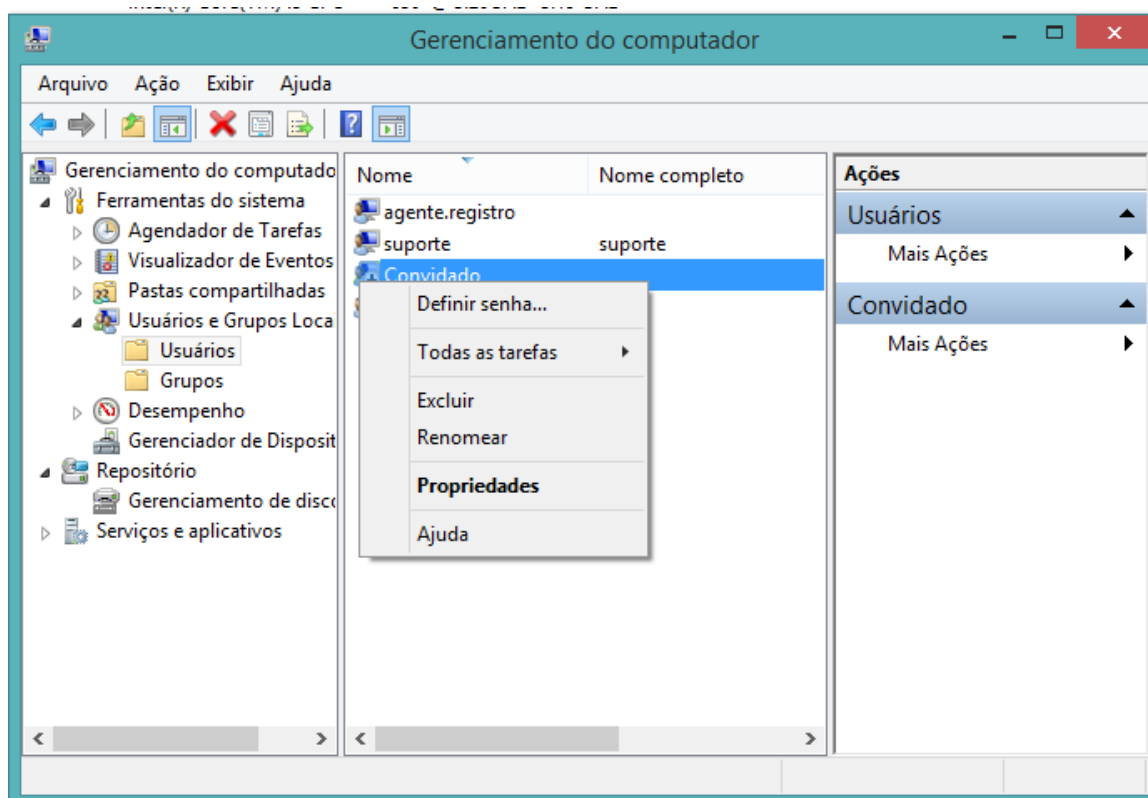 Gerenciamento do computador
Arquivo Ação Exibir Ajuda
Gerenciamento do computado
Ferramentas do sistema
Agendador de Tarefas
Visualizador de Eventos
Pastas compartilhadas
Usuários e Grupos Loca
Usuários
Grupos
Desempenho
Gerenciador de Disposit
Repositório
Gerenciamento de disco
Serviços e aplicativos
Nome Nome completo
agente.registro
suporte suporte
Convidado
Definir senha...
Todas as tarefas
Excluir
Renomear
Propriedades
Ajuda
Ações
Usuários
Mais Ações
Convidado
Mais Ações